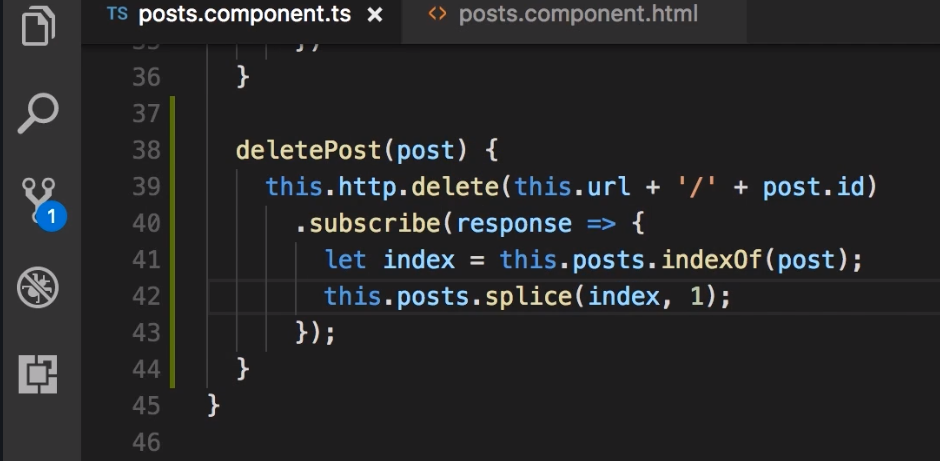 TS posts.component.ts × <> posts.component.html
36 }
37
38 deletePost(post) {
39 this.http.delete(this.url + '/' + post.id)
40 .subscribe(response => {
41 let index = this.posts.indexOf(post);
42 this.posts.splice(index, 1);
43 });
44 }
45 }
46
1